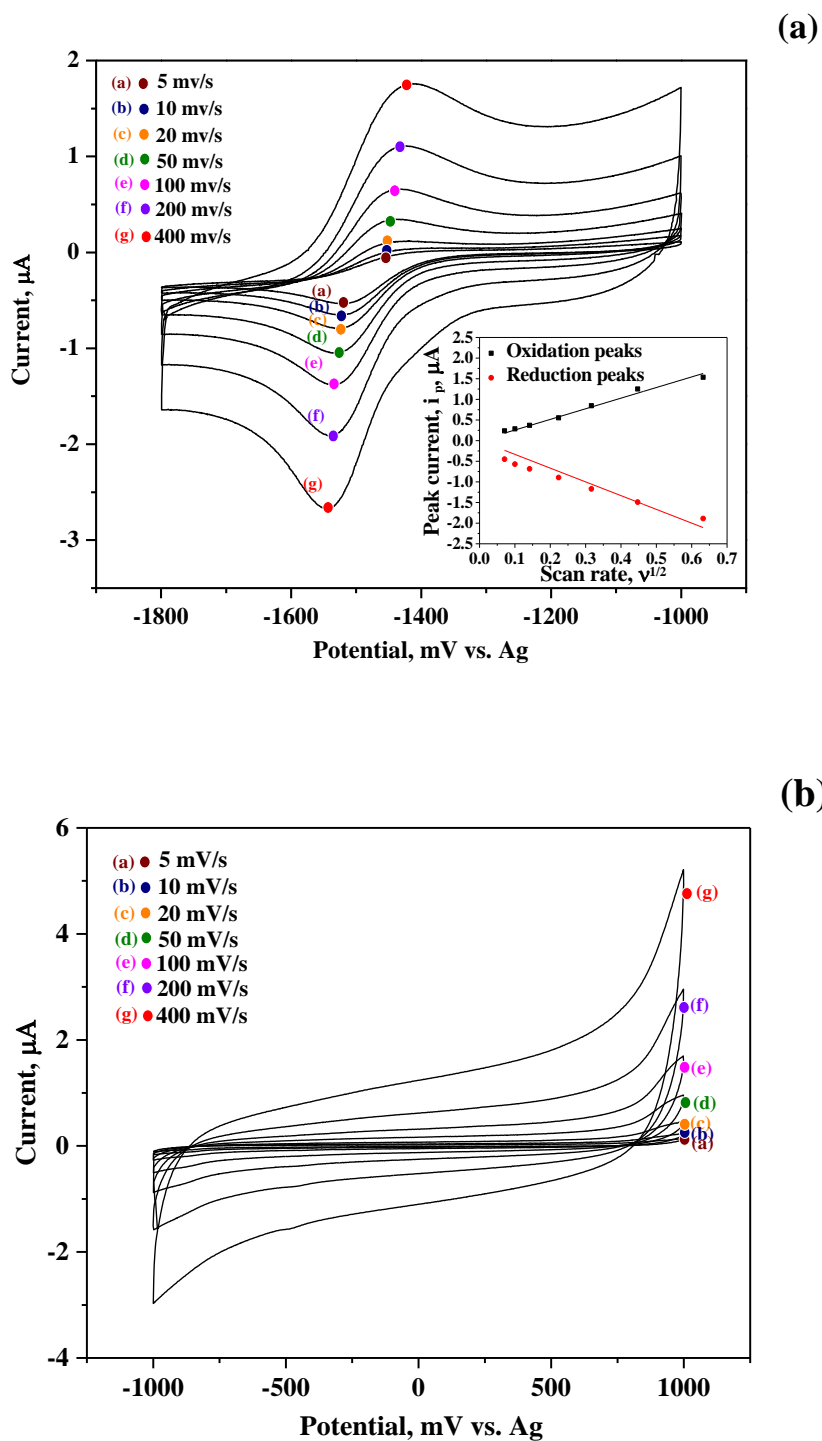 (a)
(a) 5 mv/s
(b) 10 mv/s
(c) 20 mv/s
(d) 50 mv/s
(e) 100 mv/s
(f) 200 mv/s
(g) 400 mv/s
2
1
0
-1
-2
-3
Current, μA
(a)
(b)
(c)
(d)
(e)
(f)
(g)
-1800 -1600 -1400 -1200 -1000
Potential, mV vs. Ag
Oxidation peaks
Reduction peaks
2.5
2.0
1.5
1.0
0.5
0.0
-0.5
-1.0
-1.5
-2.0
-2.5
Peak current, i p, μA
0.0 0.1 0.2 0.3 0.4 0.5 0.6 0.7
Scan rate, ν1/2
(b)
(a) 5 mV/s
(b) 10 mV/s
(c) 20 mV/s
(d) 50 mV/s
(e) 100 mV/s
(f) 200 mV/s
(g) 400 mV/s
6
4
2
0
-2
-4
Current, μA
(g)
(f)
(e)
(d)
(c)
(b)
(a)
-1000 -500 0 500 1000
Potential, mV vs. Ag